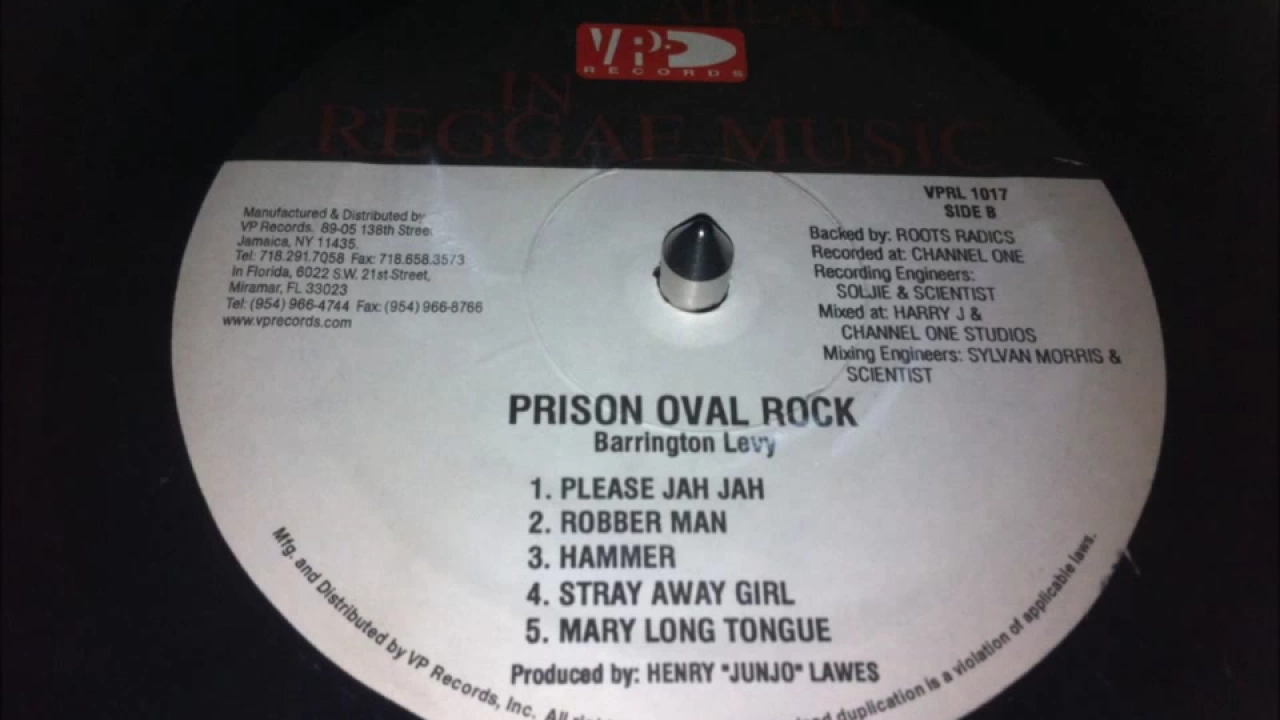 AHEAD
VP
RECORDS
IN
REGGAE MUSIC
Manufactured & Distributed by
VP Records. 89-05 138th Street
Jamaica, NY 11435.
Tel: 718.291.7058 Fax: 718.658.3573
In Florida, 6022 S.W. 21st Street,
Miramar, FL 33023
Tel: (954) 966-4744 Fax: (954) 966-8766
www.vprecords.com
VPRL 1017
SIDE B
Backed by: ROOTS RADICS
Recorded at: CHANNEL ONE
Recording Engineers:
SOLJIE & SCIENTIST
Mixed at: HARRY J &
CHANNEL ONE STUDIOS
Mixing Engineers: SYLVAN MORRIS &
SCIENTIST
PRISON OVAL ROCK
Barrington Levy
1. PLEASE JAH JAH
2. ROBBER MAN
3. HAMMER
4. STRAY AWAY GIRL
5. MARY LONG TONGUE
Produced by: HENRY "JUNJO" LAWES
Mfg. and Distributed by VP Records, Inc. All duplication is a violation of applicable laws.